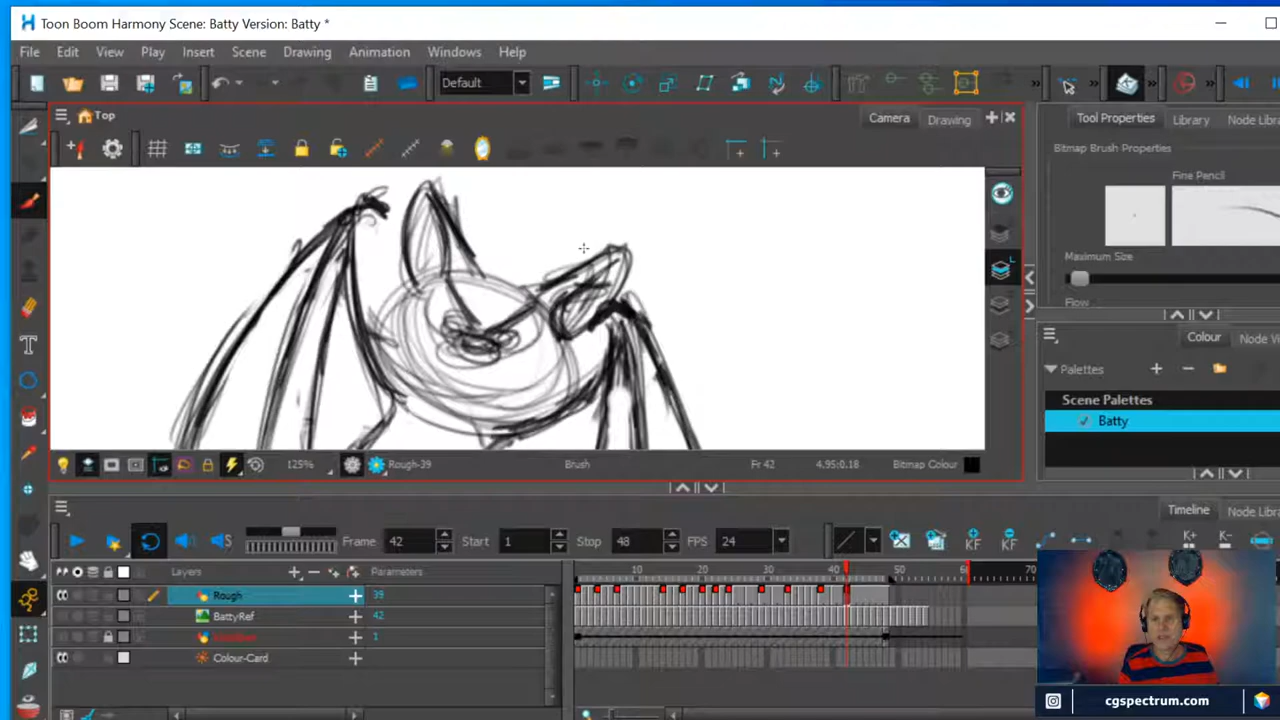 Toon Boom Harmony Scene: Batty Version: Batty *
File Edit View Play Insert Scene Drawing Animation Windows Help
Default
Top
Camera Drawing
Tool Properties Library Node Lib
Bitmap Brush Properties
Fine Pencil
Maximum Size
Flow
Colour Node V
Palettes
Scene Palettes
Batty
125% Rough-39 Brush Fr 42 4.95:0.18 Bitmap Colour
Timeline Node Libr
Frame 42 Start 1 Stop 48 FPS 24
K+ K-
KF KF
Layers Parameters
10 20 30 40 50 60 70
Rough 39
BattyRef 42
1
Colour-Card
cgspectrum.com